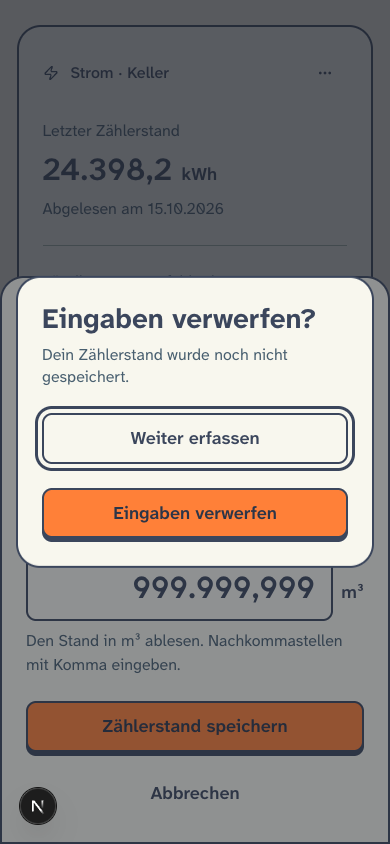 Strom · Keller
Letzter Zählerstand
24.398,2 kWh
Abgelesen am 15.10.2026
Eingaben verwerfen?
Dein Zählerstand wurde noch nicht
gespeichert.
Weiter erfassen
Eingaben verwerfen
999.999,999 m³
Den Stand in m³ ablesen. Nachkommastellen
mit Komma eingeben.
Zählerstand speichern
N
Abbrechen